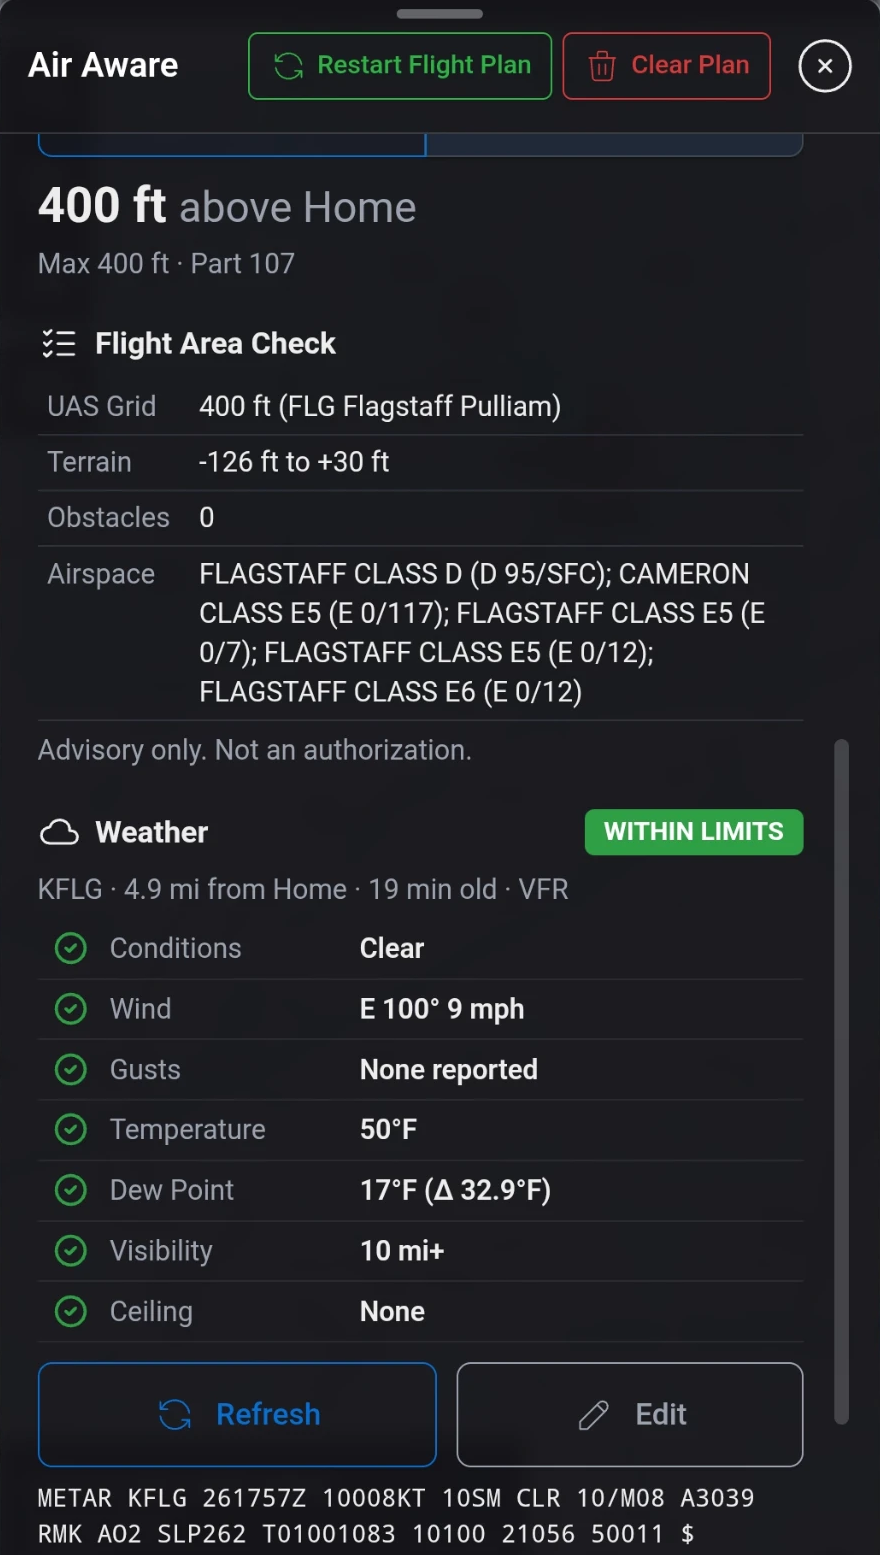 Air Aware
Restart Flight Plan
Clear Plan
400 ft above Home
Max 400 ft · Part 107
Flight Area Check
UAS Grid 400 ft (FLG Flagstaff Pulliam)
Terrain -126 ft to +30 ft
Obstacles 0
Airspace FLAGSTAFF CLASS D (D 95/SFC); CAMERON
CLASS E5 (E 0/117); FLAGSTAFF CLASS E5 (E
0/7); FLAGSTAFF CLASS E5 (E 0/12);
FLAGSTAFF CLASS E6 (E 0/12)
Advisory only. Not an authorization.
Weather WITHIN LIMITS
KFLG · 4.9 mi from Home · 19 min old · VFR
Conditions Clear
Wind E 100° 9 mph
Gusts None reported
Temperature 50°F
Dew Point 17°F (Δ 32.9°F)
Visibility 10 mi+
Ceiling None
Refresh
Edit
METAR KFLG 261757Z 10008KT 10SM CLR 10/M08 A3039
RMK AO2 SLP262 T01001083 10100 21056 50011 $